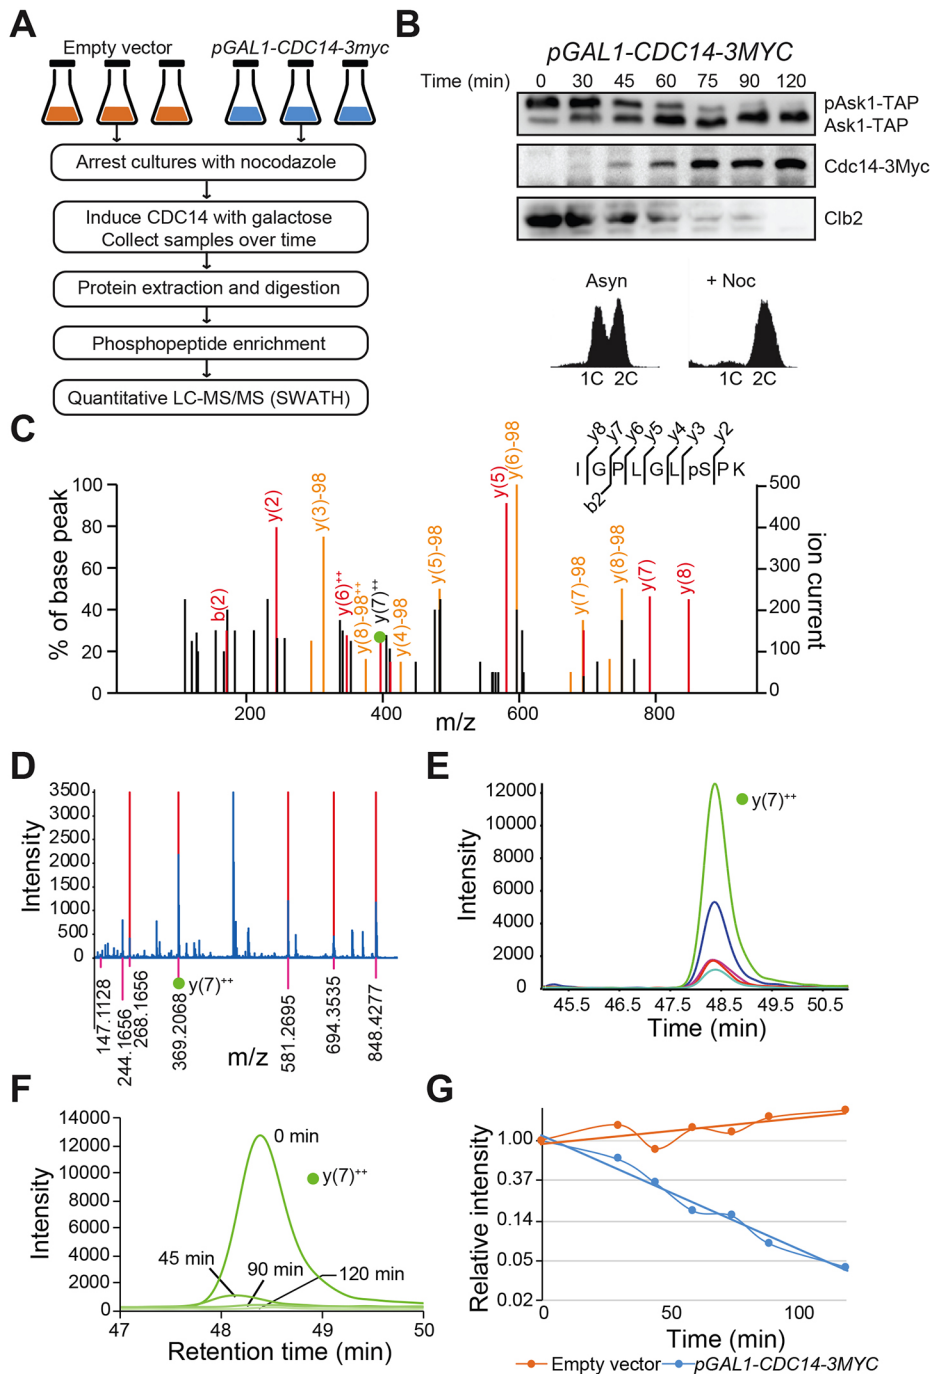 A
Empty vector
pGAL1-CDC14-3myc
Arrest cultures with nocodazole
Induce CDC14 with galactose
Collect samples over time
Protein extraction and digestion
Phosphopeptide enrichment
Quantitative LC-MS/MS (SWATH)
B
pGAL1-CDC14-3MYC
Time (min) 0 30 45 60 75 90 120
pAsk1-TAP
Ask1-TAP
Cdc14-3Myc
Clb2
Asyn
+ Noc
1C 2C
1C 2C
C
y8 y7 y6 y5 y4 y3 y2
I G P L G L pS P K
b2
% of base peak
100
80
60
40
20
0
500
400
300
200
100
0
ion current
b(2)
y(2)
y(3)-98
y(6)++
y(8)-98++
y(7)++
y(4)-98
y(5)-98
y(5)
y(6)-98
y(7)-98
y(8)-98
y(7)
y(8)
200 400 600 800
m/z
D
Intensity
3500
3000
2500
2000
1500
1000
500
0
147.1128
244.1656
268.1656
369.2068
y(7)++
581.2695
694.3535
848.4277
m/z
E
Intensity
12000
10000
8000
12000
6000
4000
2000
0
y(7)++
45.5 46.5 47.5 48.5 49.5 50.5
Time (min)
F
Intensity
14000
12000
10000
8000
6000
4000
2000
0
0 min
y(7)++
45 min
90 min
120 min
47 48 49 50
Retention time (min)
G
Relative intensity
1.00
0.37
0.14
0.05
0.02
0 50 100
Time (min)
Empty vector
pGAL1-CDC14-3MYC